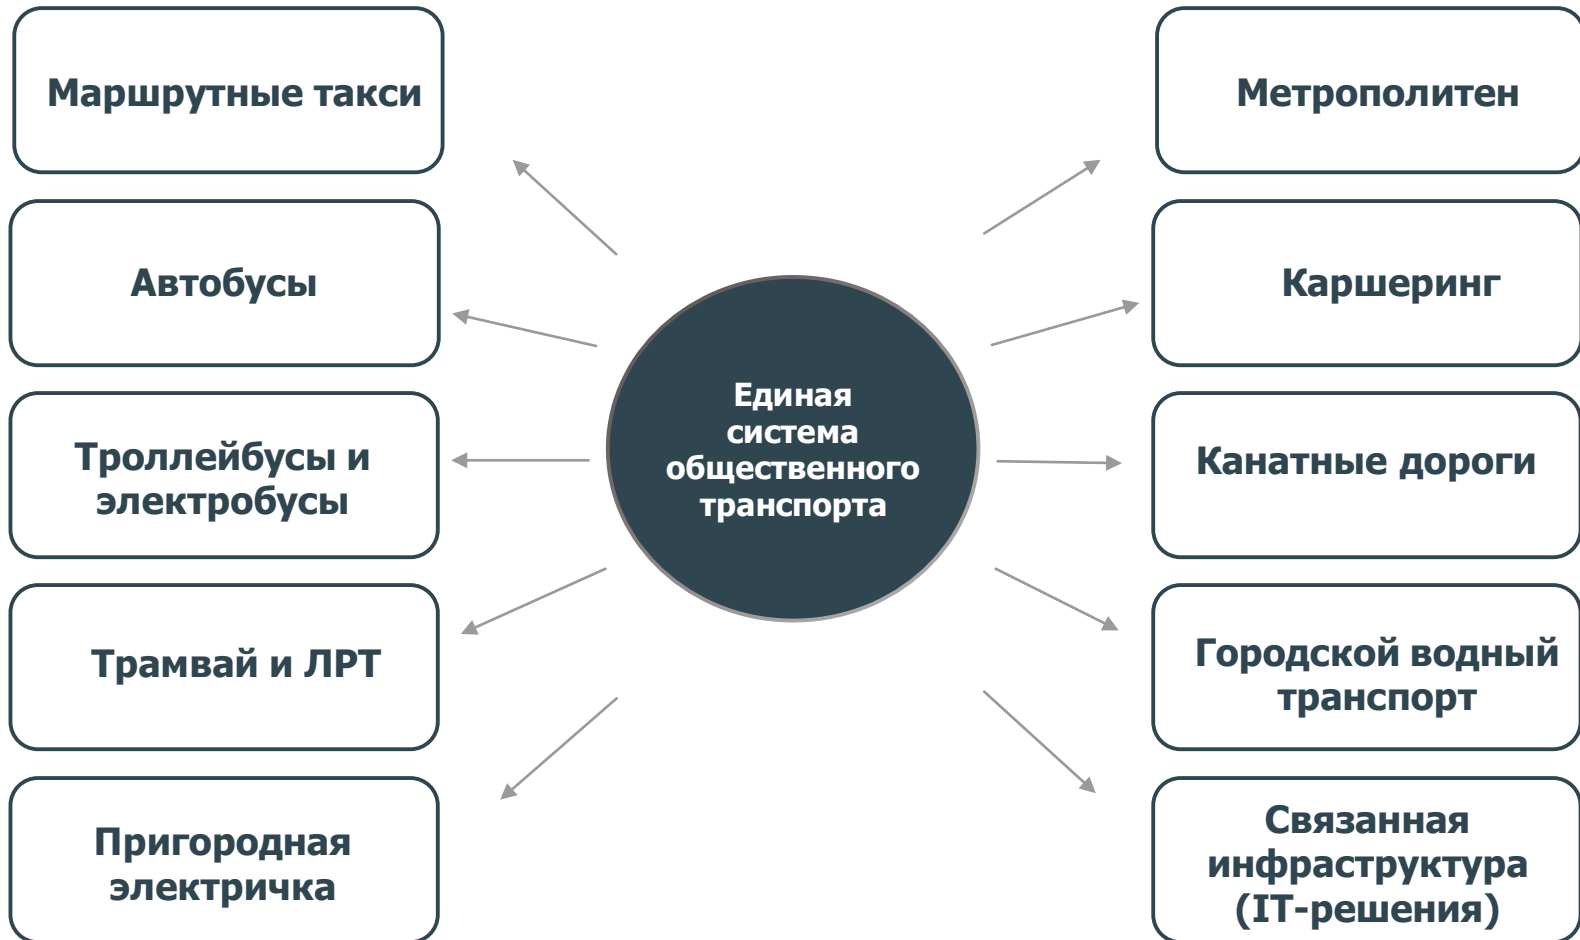 Маршрутные такси
Автобусы
Троллейбусы и
электробусы
Трамвай и ЛРТ
Пригородная
электричка
Единая
система
общественного
транспорта
Метрополитен
Каршеринг
Канатные дороги
Городской водный
транспорт
Связанная
инфраструктура
(IT-решения)